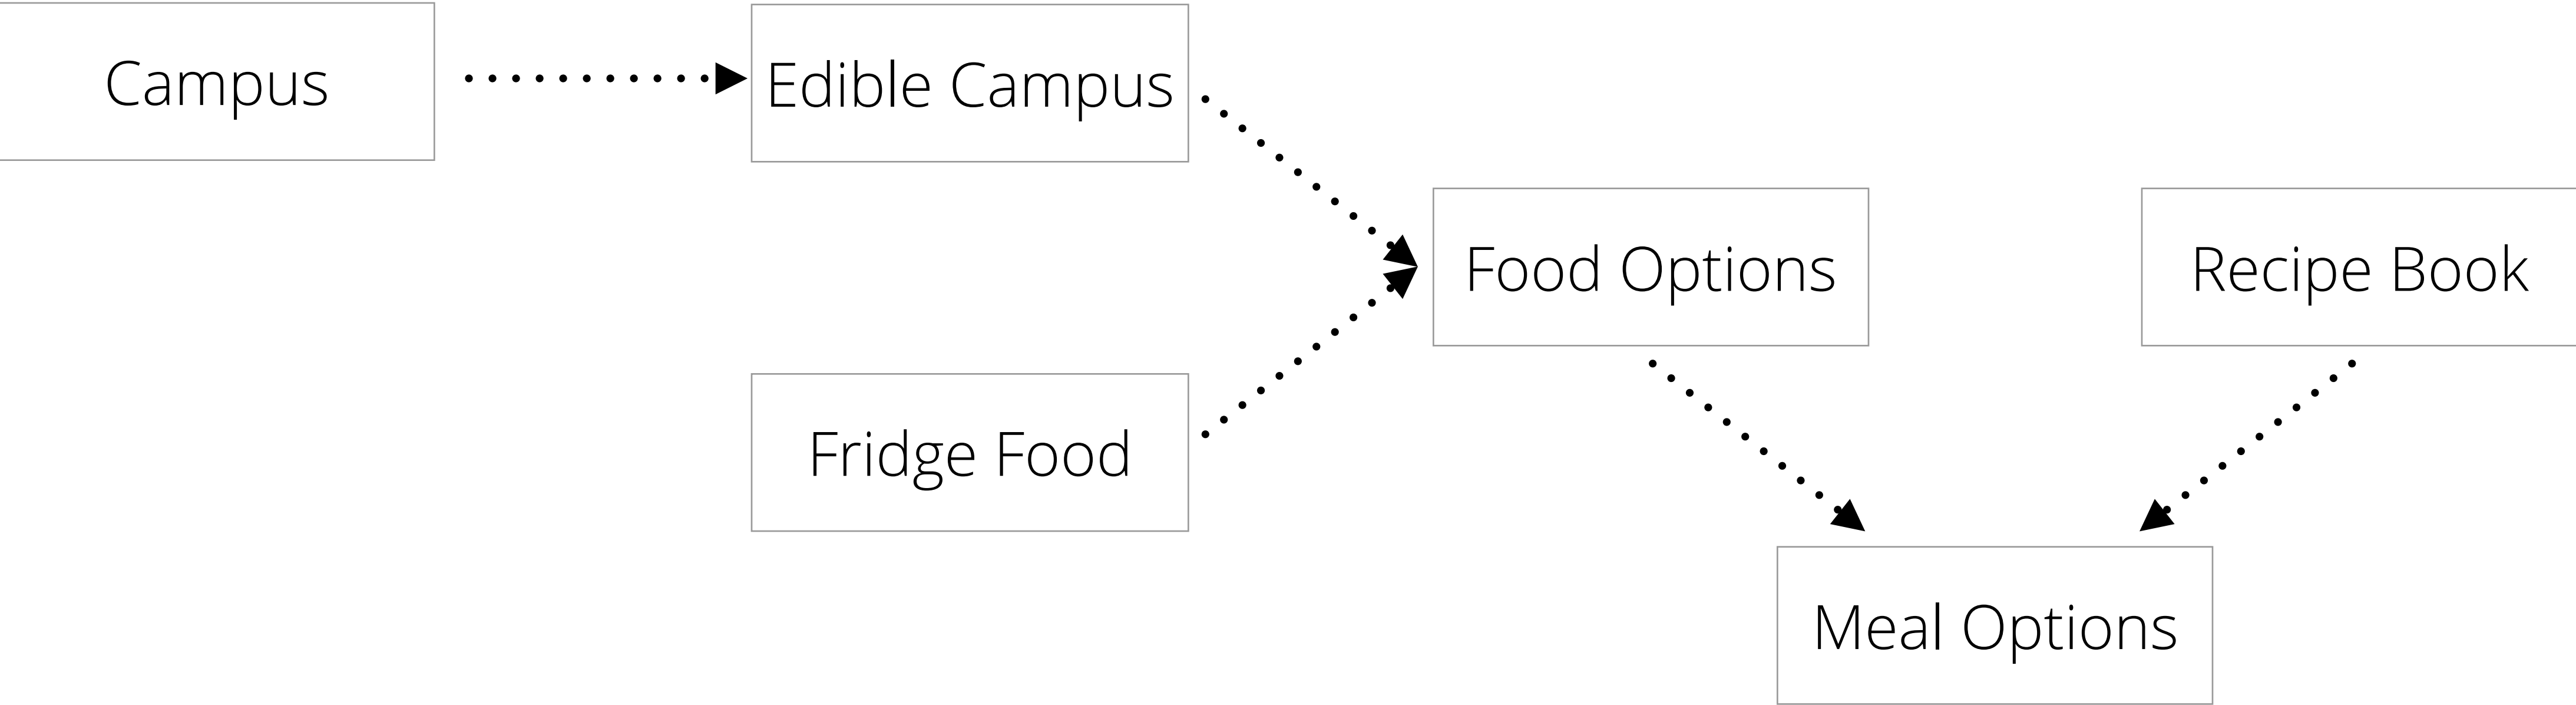 Campus
Edible Campus
Food Options
Recipe Book
Fridge Food
Meal Options